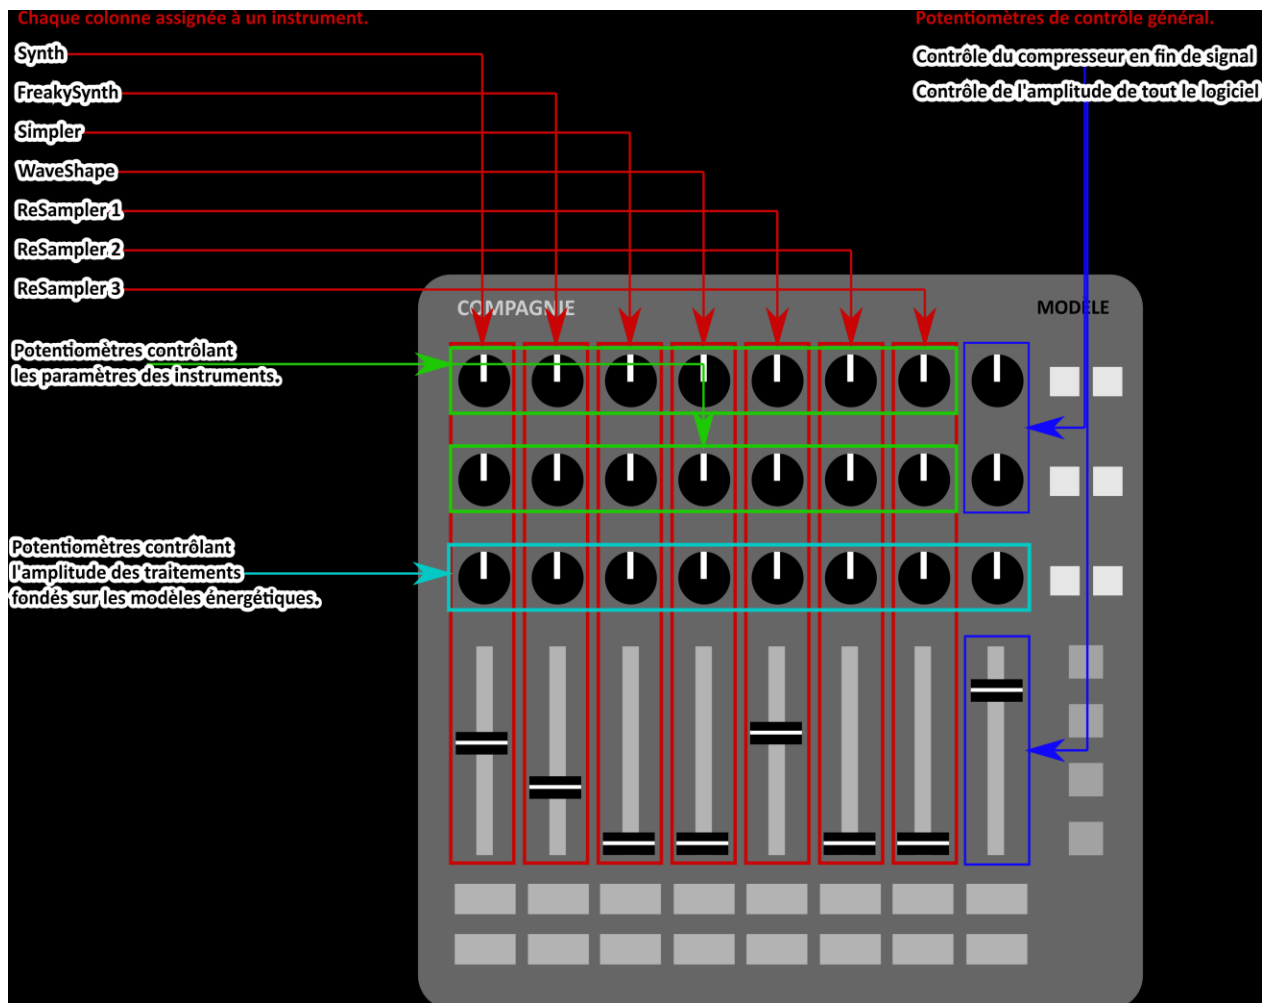 Chaque colonne assignée à un instrument.
Potentiomètres de contrôle général.
Synth
Contrôle du compresseur en fin de signal
FreakySynth
Contrôle de l'amplitude de tout le logiciel
Simpler
WaveShape
ReSampler 1
ReSampler 2
ReSampler 3
COMPAGNIE
MODÈLE
Potentiomètres contrôlant
les paramètres des instruments.
Potentiomètres contrôlant
l'amplitude des traitements
fondés sur les modèles énergétiques.